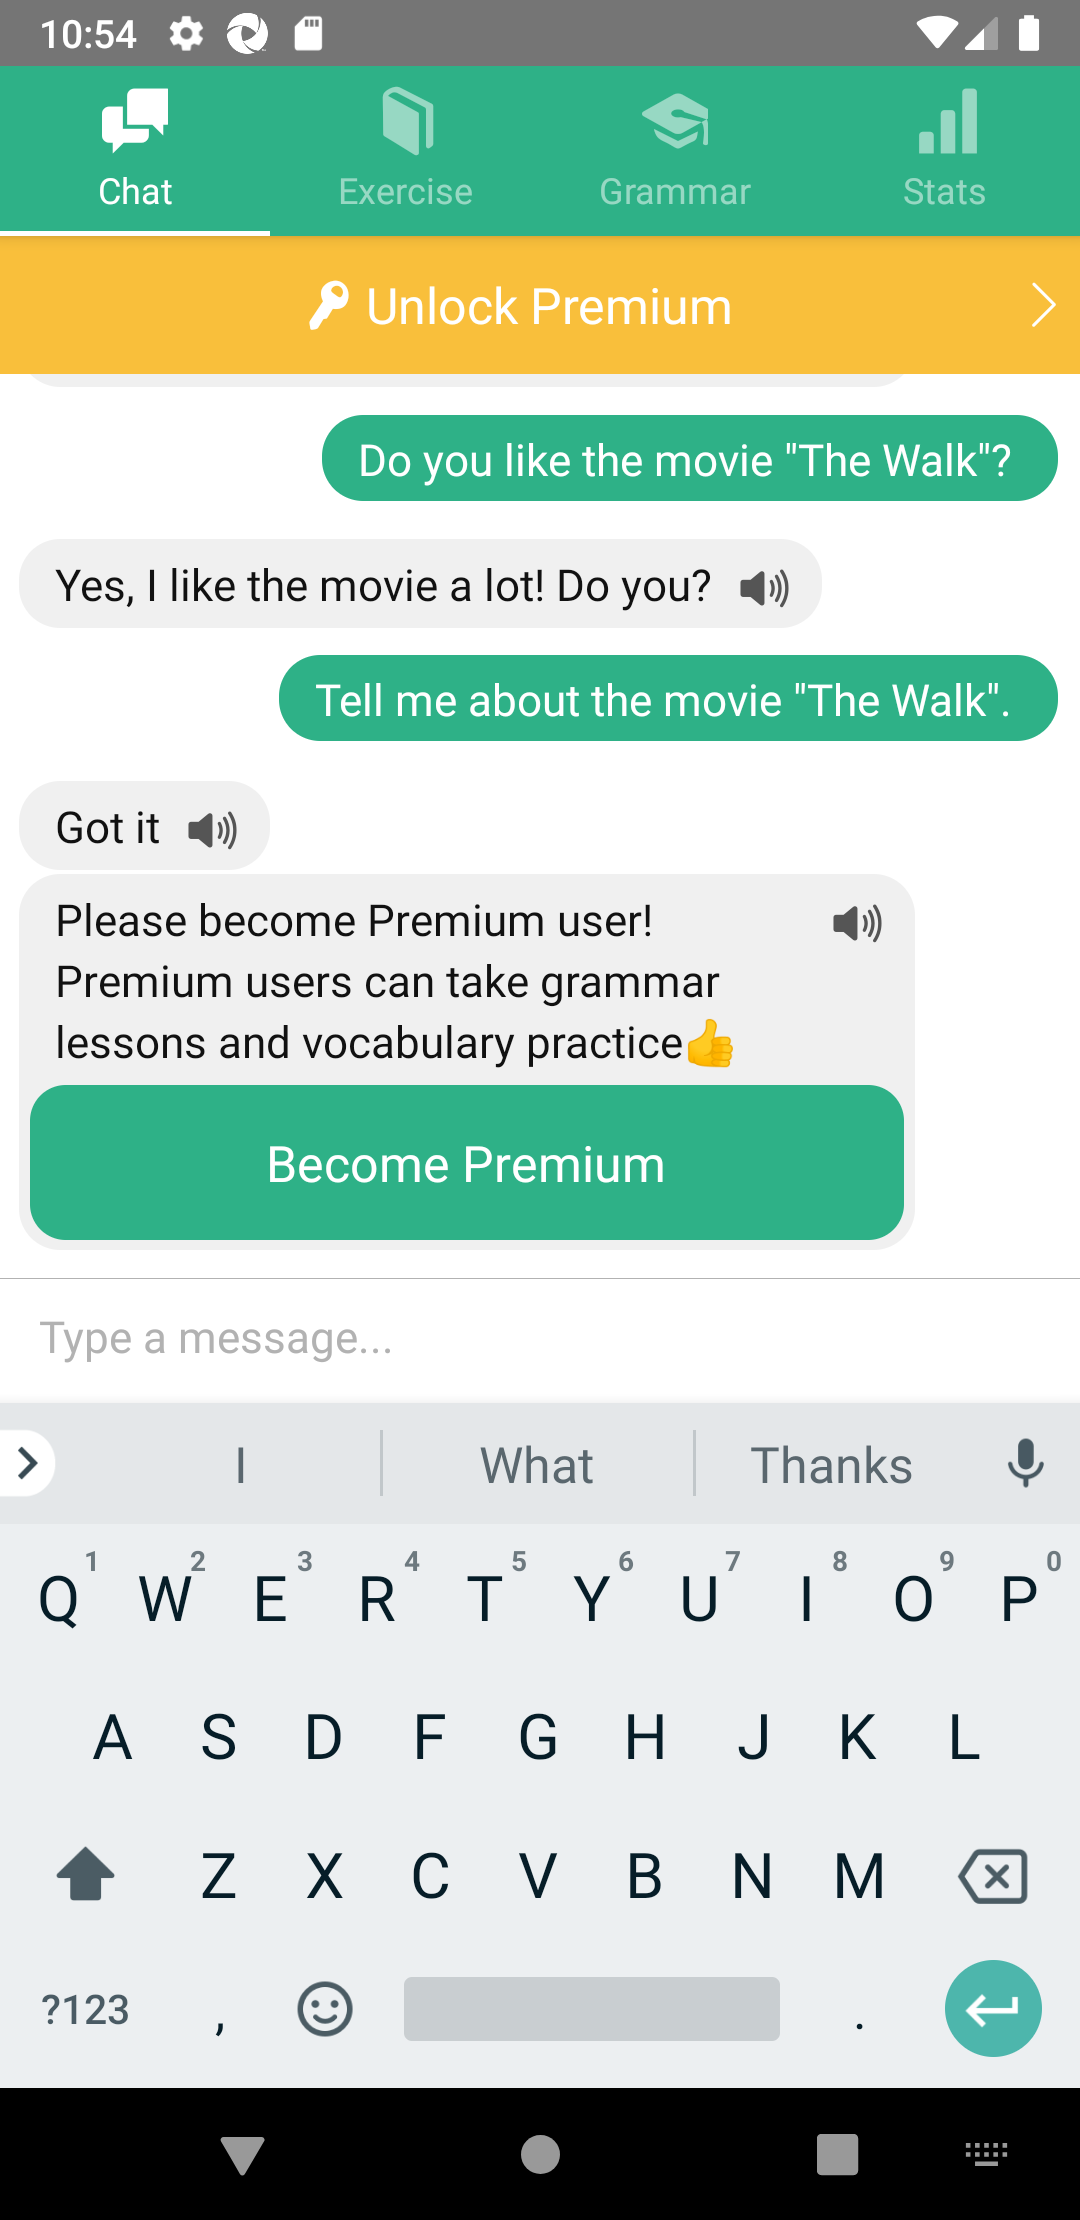 10:54
Chat
Exercise
Grammar
Stats
Unlock Premium
Do you like the movie "The Walk"?
Yes, I like the movie a lot! Do you?
Tell me about the movie "The Walk".
Got it
Please become Premium user!
Premium users can take grammar
lessons and vocabulary practice👍
Become Premium
Type a message...
I What Thanks
1 2 3 4 5 6 7 8 9 0
Q W E R T Y U I O P
A S D F G H J K L
Z X C V B N M
?123 , .